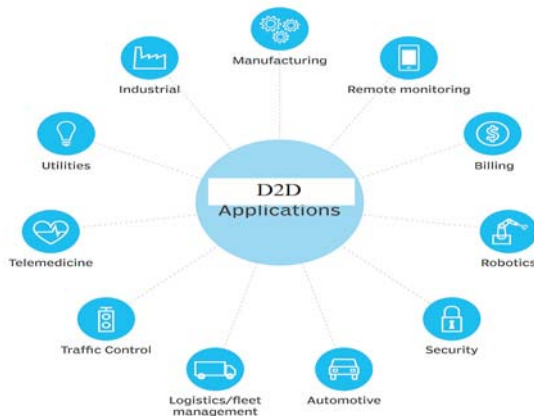 Manufacturing
Industrial
Remote monitoring
Utilities
Billing
D2D
Applications
Telemedicine
Robotics
Traffic Control
Security
Logistics/fleet
management
Automotive